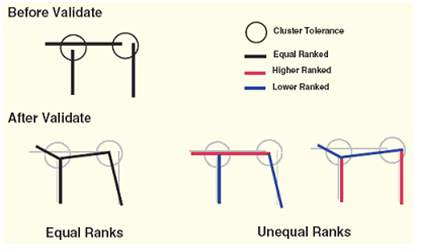 Before Validate
Cluster Tolerance
Equal Ranked
Higher Ranked
Lower Ranked
After Validate
Equal Ranks
Unequal Ranks